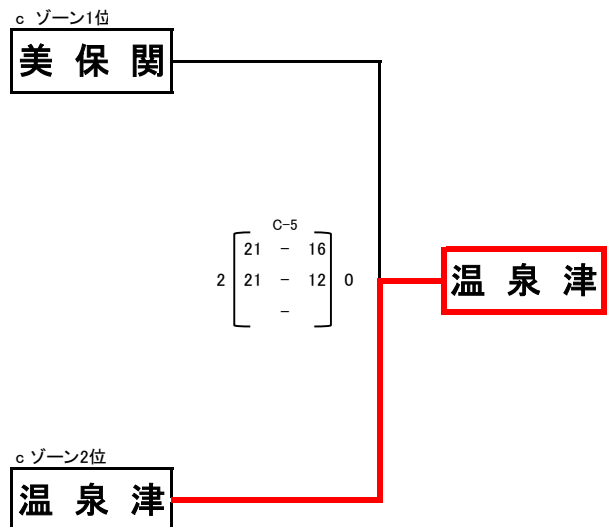 c ゾーン1位
美 保 関
C-5
21 - 16
2 21 - 12 0
-
温 泉 津
c ゾーン2位
温 泉 津